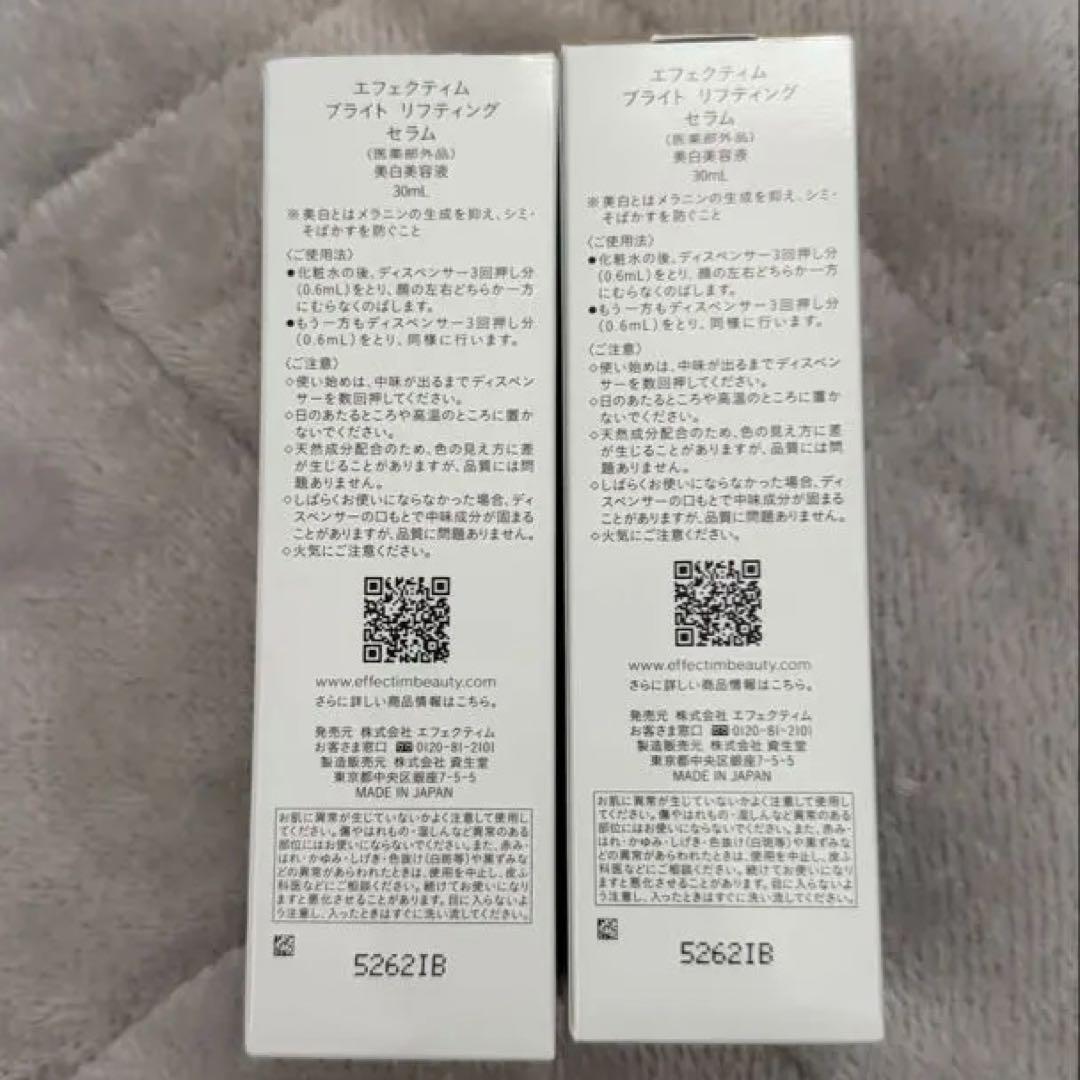 エフェクティム
ブライト リフティング
セラム
(医薬部外品)
美白美容液
30mL
※美白とはメラニンの生成を抑え、シミ・
そばかすを防ぐこと
〈ご使用法〉
●化粧水の後、ディスペンサー3回押し分
(0.6mL)をとり、顔の左右どちらか一方
にむらなくのばします。
●もう一方もディスペンサー3回押し分
(0.6mL)をとり、同様に行います。
〈ご注意〉
◇使い始めは、中味が出るまでディスペン
サーを数回押してください。
◇日のあたるところや高温のところに置か
ないでください。
◇天然成分配合のため、色の見え方に差
が生じることがありますが、品質には問
題ありません。
◇しばらくお使いにならなかった場合、ディ
スペンサーの口もとで中味成分が固まる
ことがありますが、品質に問題ありません。
◇火気にご注意ください。
www.effectimbeauty.com
さらに詳しい商品情報はこちら。
発売元 株式会社 エフェクティム
お客さま窓口 0120-81-2101
製造販売元 株式会社 資生堂
東京都中央区銀座7-5-5
MADE IN JAPAN
お肌に異常が生じていないかよく注意して使用し
てください。傷やはれもの・湿しんなど異常のある
部位にはお使いにならないでください。また、赤み・
はれ・かゆみ・しげき・色抜け(白斑等)や黒ずみな
どの異常があらわれたときは、使用を中止し、皮ふ
科医などにご相談ください。続けてお使いになり
ますと悪化させることがあります。目に入らないよ
う注意し、入ったときはすぐに洗い流してください。
5262IB
エフェクティム
ブライト リフティング
セラム
(医薬部外品)
美白美容液
30mL
※美白とはメラニンの生成を抑え、シミ・
そばかすを防ぐこと
〈ご使用法〉
●化粧水の後、ディスペンサー3回押し分
(0.6mL)をとり、顔の左右どちらか一方
にむらなくのばします。
●もう一方もディスペンサー3回押し分
(0.6mL)をとり、同様に行います。
〈ご注意〉
◇使い始めは、中味が出るまでディスペン
サーを数回押してください。
◇日のあたるところや高温のところに置か
ないでください。
◇天然成分配合のため、色の見え方に差
が生じることがありますが、品質には問
題ありません。
◇しばらくお使いにならなかった場合、ディ
スペンサーの口もとで中味成分が固まる
ことがありますが、品質に問題ありません。
◇火気にご注意ください。
www.effectimbeauty.com
さらに詳しい商品情報はこちら。
発売元 株式会社 エフェクティム
お客さま窓口 0120-81-2101
製造販売元 株式会社 資生堂
東京都中央区銀座7-5-5
MADE IN JAPAN
お肌に異常が生じていないかよく注意して使用し
てください。傷やはれもの・湿しんなど異常のある
部位にはお使いにならないでください。また、赤み・
はれ・かゆみ・しげき・色抜け(白斑等)や黒ずみな
どの異常があらわれたときは、使用を中止し、皮ふ
科医などにご相談ください。続けてお使いになり
ますと悪化させることがあります。目に入らないよ
う注意し、入ったときはすぐに洗い流してください。
5262IB